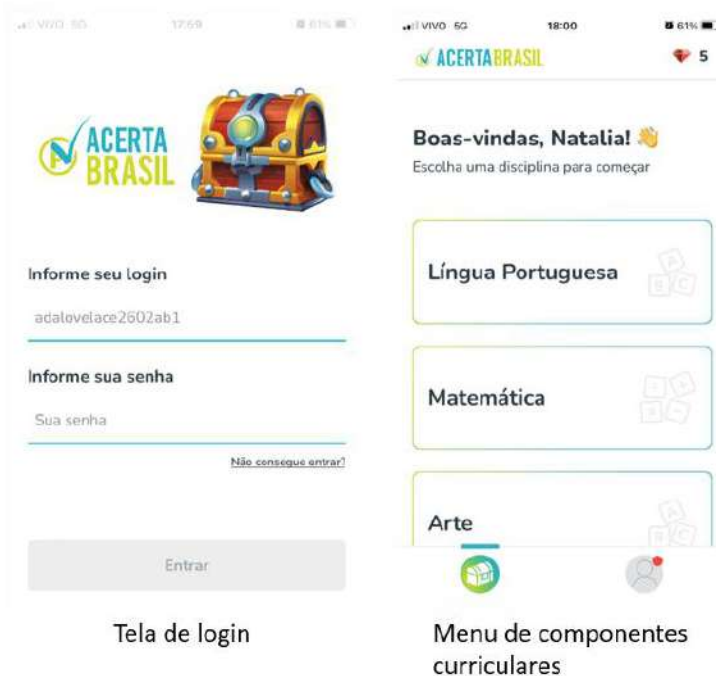 VIVO 5G 17:59 61%
ACERTA
BRASIL
Informe seu login
adalovelace2602ab1
Informe sua senha
Sua senha
Não consegue entrar?
Entrar
Tela de login
VIVO 5G 18:00 61%
ACERTABRASIL 5
Boas-vindas, Natalia! 👋
Escolha uma disciplina para começar
Língua Portuguesa
A
B C
Matemática
Arte
Menu de componentes
curriculares